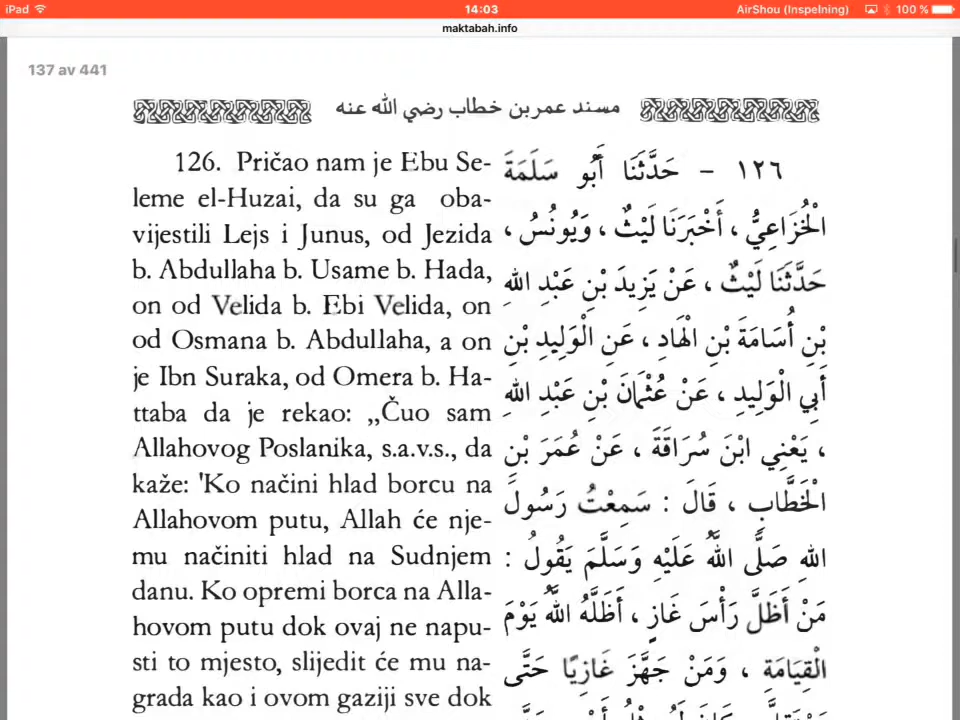 iPad 14:03 AirShou (Inspelning) 100 %
maktabah.info
137 av 441
مسند عمربن خطاب رضي الله عنه
126. Pričao nam je Ebu Se-
leme el-Huzai, da su ga oba-
vijestili Lejs i Junus, od Jezida
b. Abdullaha b. Usame b. Hada,
on od Velida b. Ebi Velida, on
od Osmana b. Abdullaha, a on
je Ibn Suraka, od Omera b. Ha-
ttaba da je rekao: ,,Čuo sam
Allahovog Poslanika, s.a.v.s., da
kaže: 'Ko načini hlad borcu na
Allahovom putu, Allah će nje-
mu načiniti hlad na Sudnjem
danu. Ko opremi borca na Alla-
hovom putu dok ovaj ne napu-
sti to mjesto, slijedit će mu na-
grada kao i ovom gaziji sve dok
١٢٦ – حَدَّثَنَا أَبُو سَلَمَةَ
الْخُزَاعِيُّ ، أَخْبَرَنَا لَيْثٌ ، وَيُونُسُ ،
حَدَّثَنَا لَيْثٌ ، عَنْ يَزِيدَ بْنِ عَبْدِ اللهِ
بْنِ أُسَامَةَ بْنِ الْهَادِ ، عَنِ الْوَلِيدِ بْنِ
أَبِي الْوَلِيدِ ، عَنْ عُثْمَانَ بْنِ عَبْدِ اللهِ
، يَعْنِي ابْنَ سُرَاقَةَ ، عَنْ عُمَرَ بْنِ
الْخَطَّابِ ، قَالَ : سَمِعْتُ رَسُولَ
اللهِ صَلَّى اللهُ عَلَيْهِ وَسَلَّمَ يَقُولُ :
مَنْ أَظَلَّ رَأْسَ غَازٍ ، أَظَلَّهُ اللهُ يَوْمَ
الْقِيَامَةِ ، وَمَنْ جَهَّزَ غَازِيًا حَتَّى